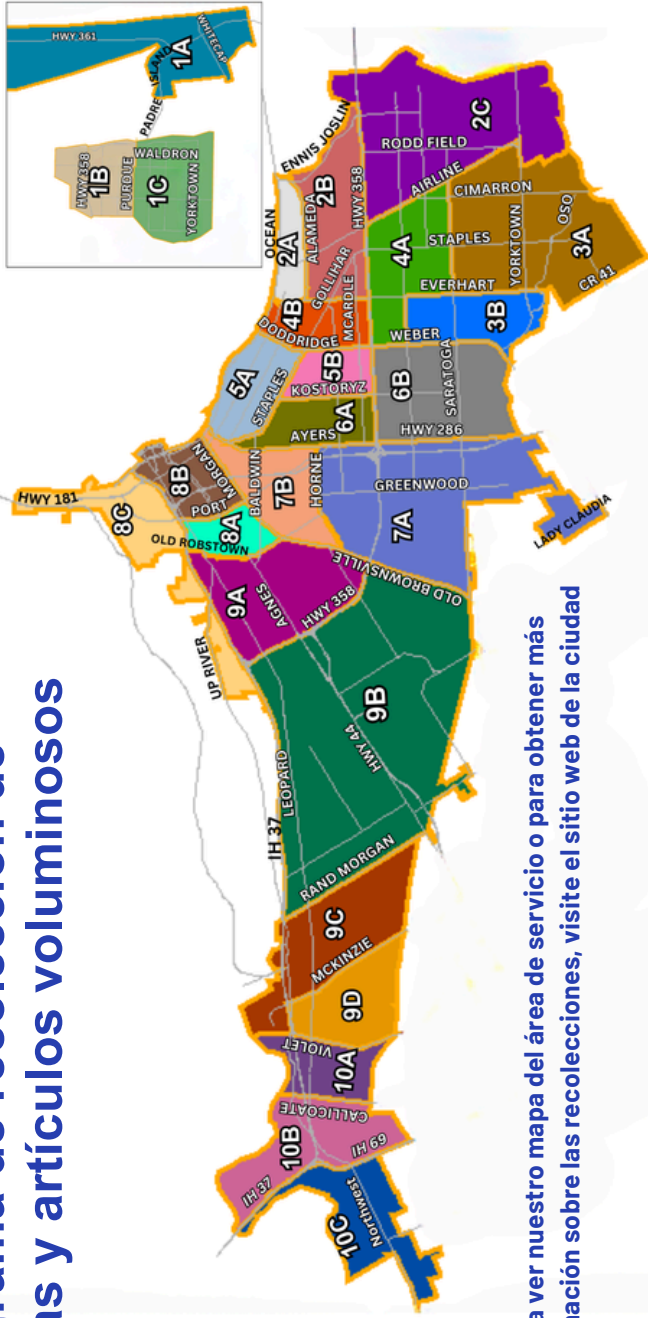 rama de recolección de
as y artículos voluminosos
HWY 361
PADRE ISLAND
1A
WHITECAP
HWY 358
1B
PURDUE
WALDRON
1C
YORKTOWN
HWY 181
8C
UP RIVER
OLD ROBSTOWN
8B
MORGAN
PORT
8A
BALDWIN
7B
HORNE
5A
STAPLES
DODDRIDGE
4B
OCEAN
2A
ENNIS JOSLIN
ALAMEDA
2B
HWY 358
GOLLIHAR
MCARDLE
5B
KOSTORYZ
6A
AYERS
RODD FIELD
2C
AIRLINE
CIMARRON
4A
STAPLES
EVERHART
YORKTOWN
OSO
3A
CR 41
WEBER
3B
6B
SARATOGA
HWY 286
GREENWOOD
7A
LADY CLAUDIA
OLD BROWNSVILLE
9A
AGNES
HWY 358
9B
HWY 44
LEOPARD
IH 37
RAND MORGAN
9C
MCKINZIE
9D
VIOLET
10A
CALLICOATE
10B
IH 37
IH 69
10C
Northwest
a ver nuestro mapa del área de servicio o para obtener más
nación sobre las recolecciones, visite el sitio web de la ciudad